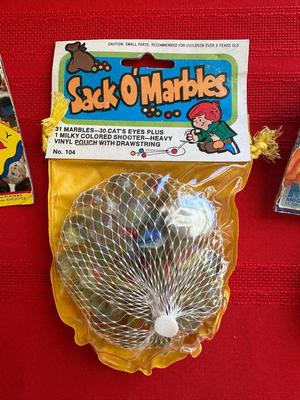 CAUTION: SMALL PARTS, RECOMMENDED FOR CHILDREN OVER 3 YEARS OLD
Sack O' Marbles
31 MARBLES—30 CAT'S EYES PLUS
1 MILKY COLORED SHOOTER—HEAVY
VINYL POUCH WITH DRAWSTRING
No. 104